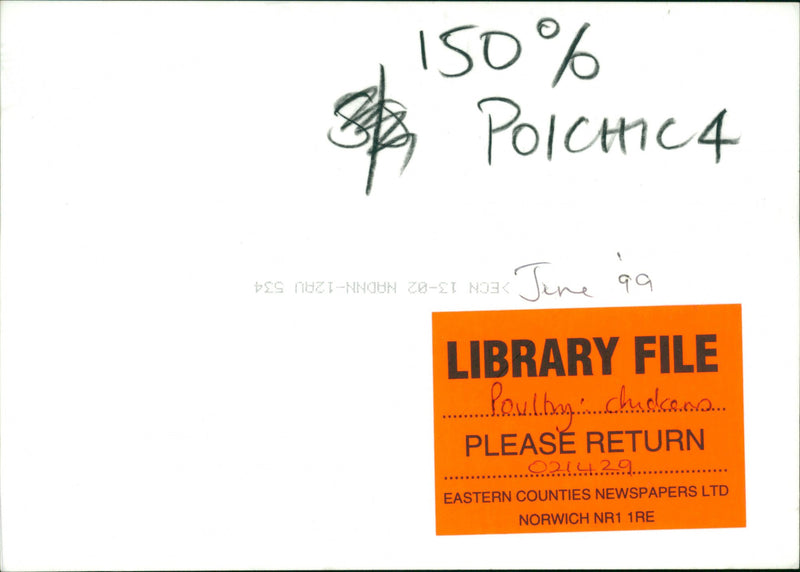 150%
POICHIC4
June '99
>ECN 13-02 NADNN-12AU 534
LIBRARY FILE
Poultry: chickens
PLEASE RETURN
021429
EASTERN COUNTIES NEWSPAPERS LTD
NORWICH NR1 1RE